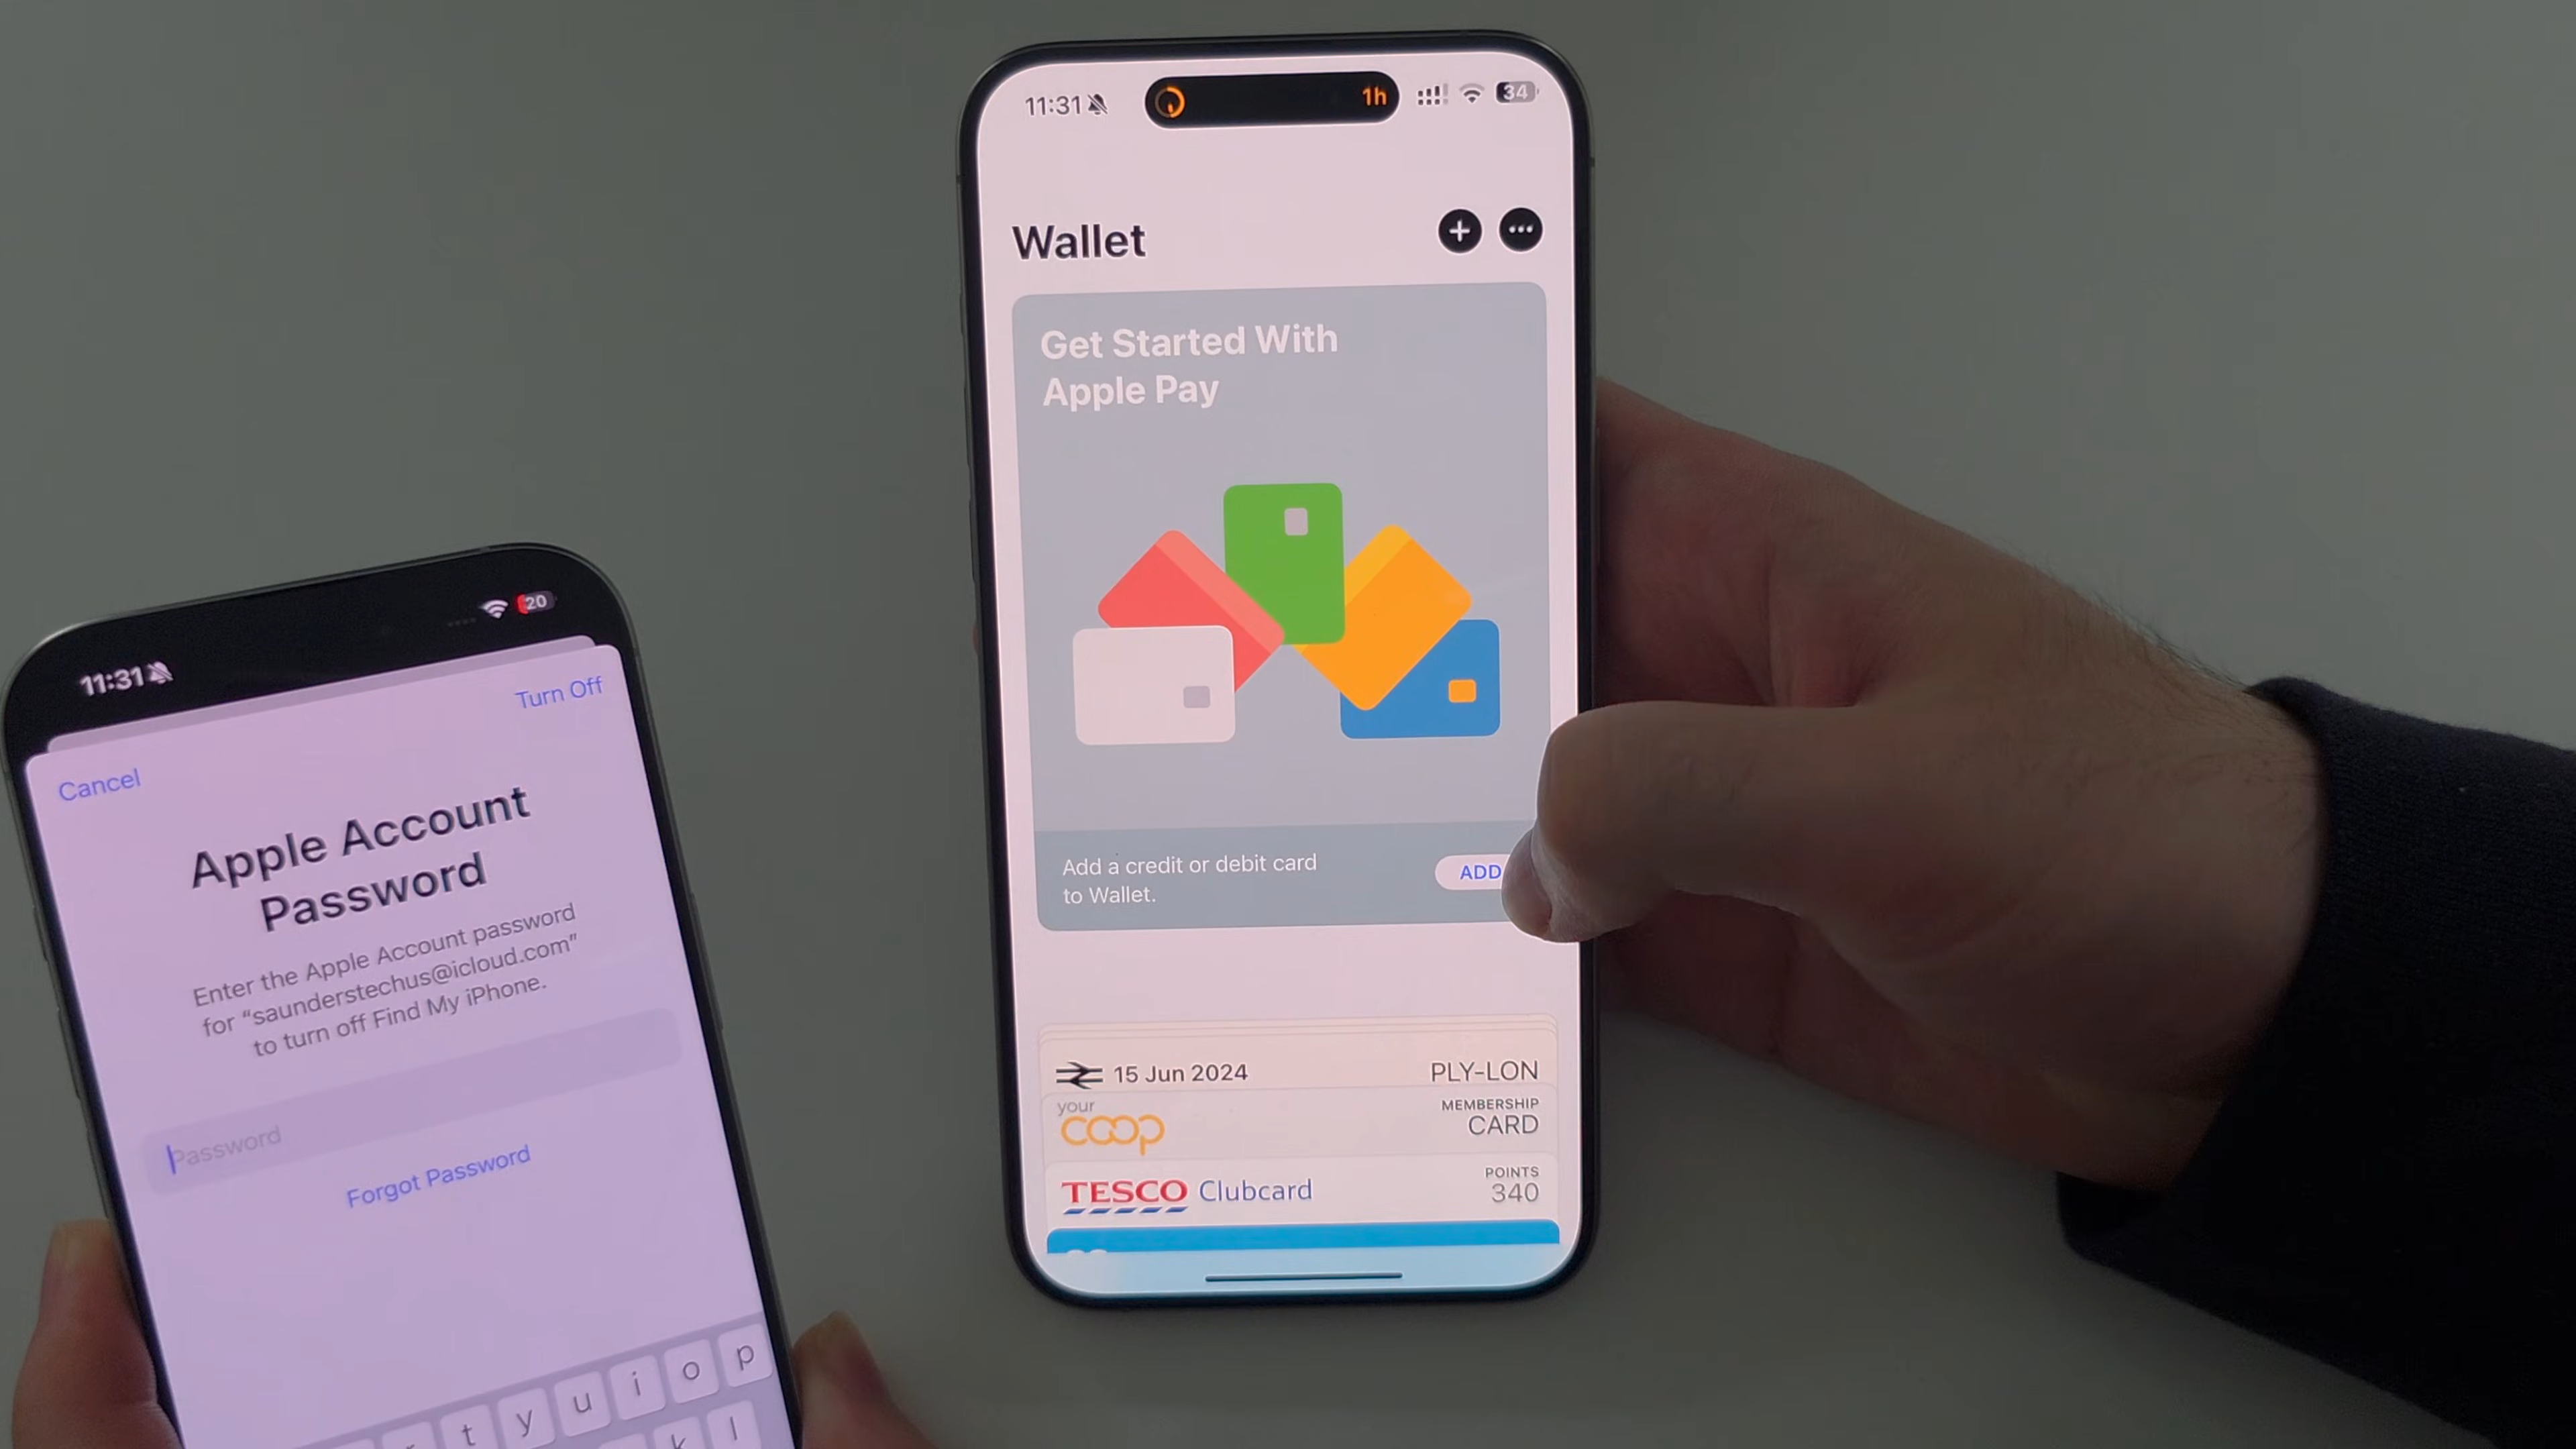 11:31
1h
34
Wallet
Get Started With
Apple Pay
Add a credit or debit card
to Wallet.
ADD
15 Jun 2024
PLY-LON
your
coop
MEMBERSHIP
CARD
TESCO Clubcard
POINTS
340
11:31
20
Turn Off
Cancel
Apple Account
Password
Enter the Apple Account password
for “saunderstechus@icloud.com”
to turn off Find My iPhone.
Password
Forgot Password
t y u i o p
k l